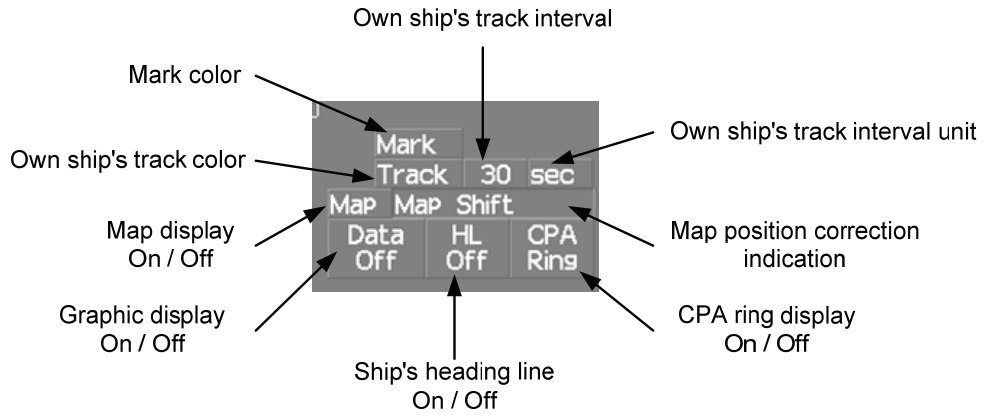 Own ship's track interval
Mark color
Own ship's track color
Own ship's track interval unit
Mark
Track 30 sec
Map Map Shift
Data Off
HL Off
CPA Ring
Map display
On / Off
Map position correction
indication
Graphic display
On / Off
CPA ring display
On / Off
Ship's heading line
On / Off